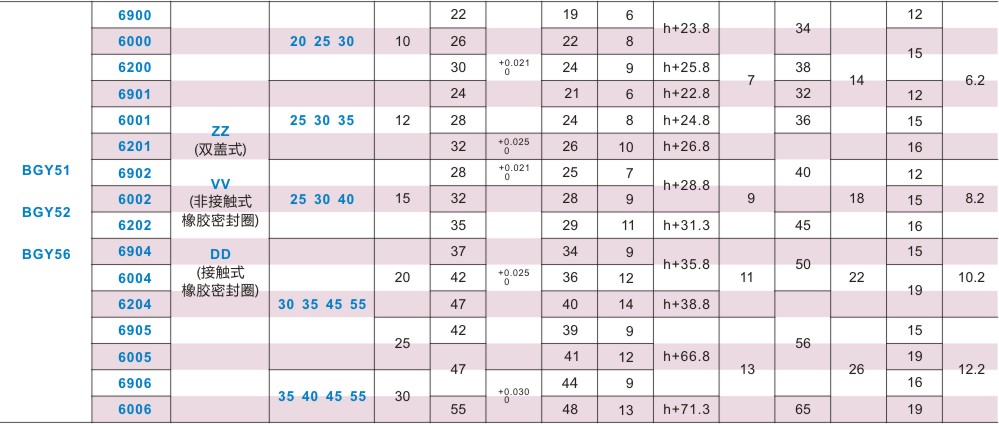 6900 22 19 6 12
h+23.8 34
6000 20 25 30 10 26 22 8
15
6200 30 +0.021 0 24 9 h+25.8 38
7 14 6.2
6901 24 21 6 h+22.8 32 12
6001 25 30 35 12 28 24 8 h+24.8 36 15
ZZ
6201 (双盖式) 32 +0.025 0 26 10 h+26.8 16
BGY51 6902 28 +0.021 0 25 7 40 12
VV h+28.8
6002 (非接触式 25 30 40 15 32 28 9 9 18 15 8.2
BGY52
6202 橡胶密封圈) 35 29 11 h+31.3 45 16
BGY56 6904 DD 37 34 9 15
h+35.8 50
6004 (接触式 20 42 +0.025 0 36 12 11 22 10.2
橡胶密封圈) 19
6204 30 35 45 55 47 40 14 h+38.8
6905 42 39 9 15
25 56
6005 41 12 h+66.8 19
47 13 26 12.2
6906 44 9 16
35 40 45 55 30 +0.030 0
6006 55 48 13 h+71.3 65 19